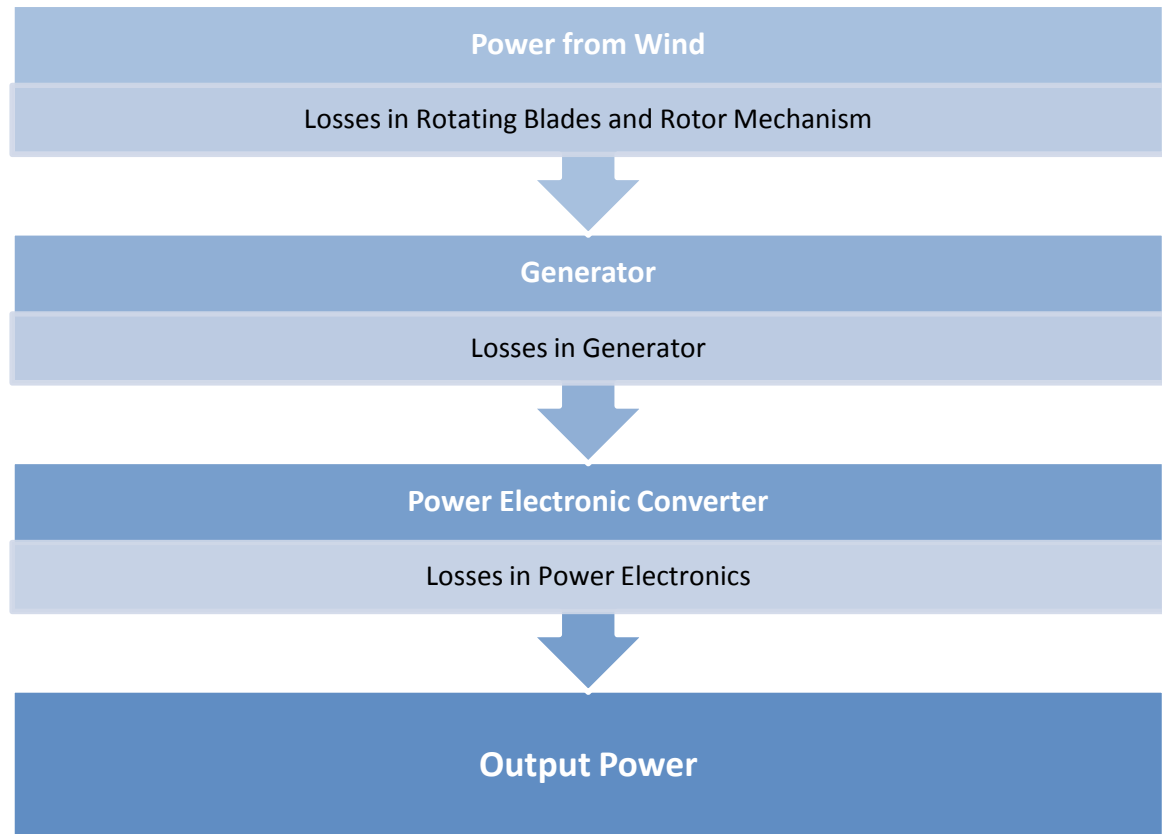 Power from Wind
Losses in Rotating Blades and Rotor Mechanism
Generator
Losses in Generator
Power Electronic Converter
Losses in Power Electronics
Output Power